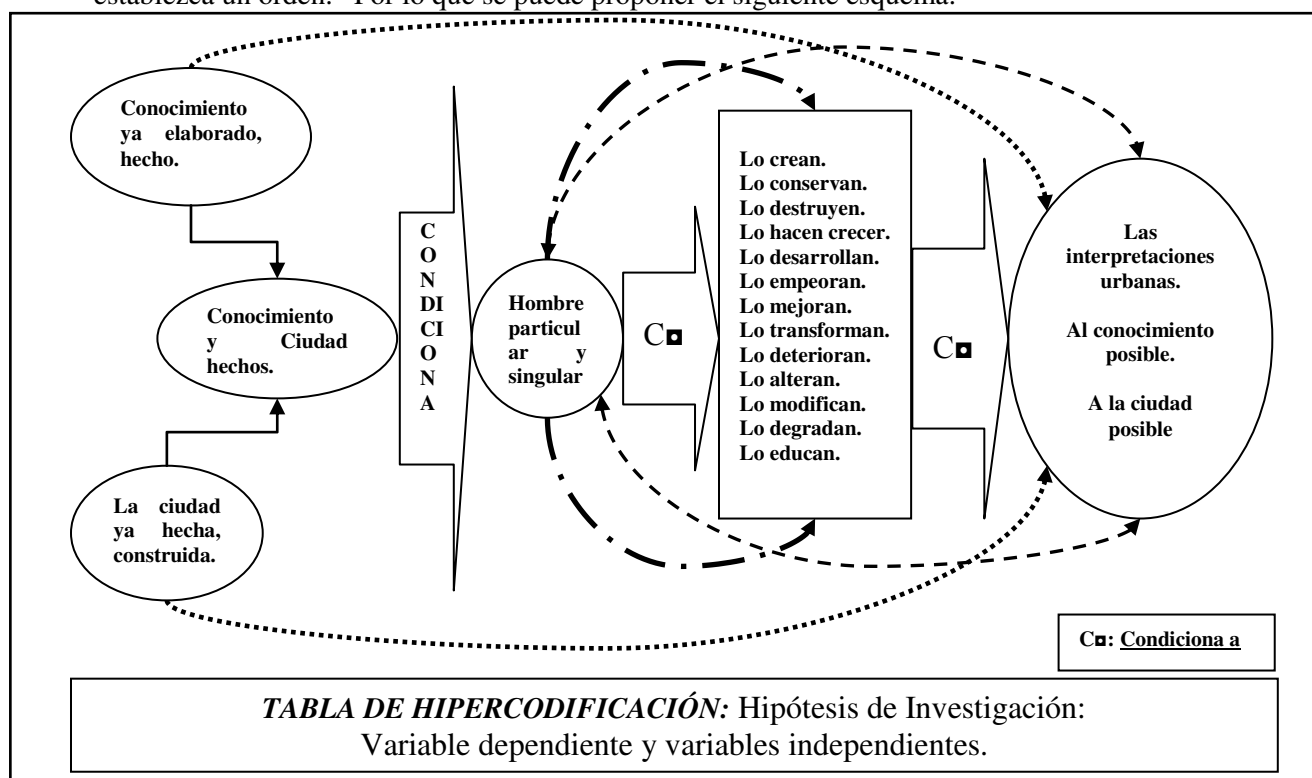 establezca un orden.” Por lo que se puede proponer el siguiente esquema:
Conocimiento
ya elaborado,
hecho.
Conocimiento
y Ciudad
hechos.
La ciudad
ya hecha,
construida.
C
O
N
DI
CI
O
N
A
Hombre
particul
ar y
singular
C◘
Lo crean.
Lo conservan.
Lo destruyen.
Lo hacen crecer.
Lo desarrollan.
Lo empeoran.
Lo mejoran.
Lo transforman.
Lo deterioran.
Lo alteran.
Lo modifican.
Lo degradan.
Lo educan.
C◘
Las
interpretaciones
urbanas.
Al conocimiento
posible.
A la ciudad
posible
C◘: Condiciona a
TABLA DE HIPERCODIFICACIÓN: Hipótesis de Investigación:
Variable dependiente y variables independientes.